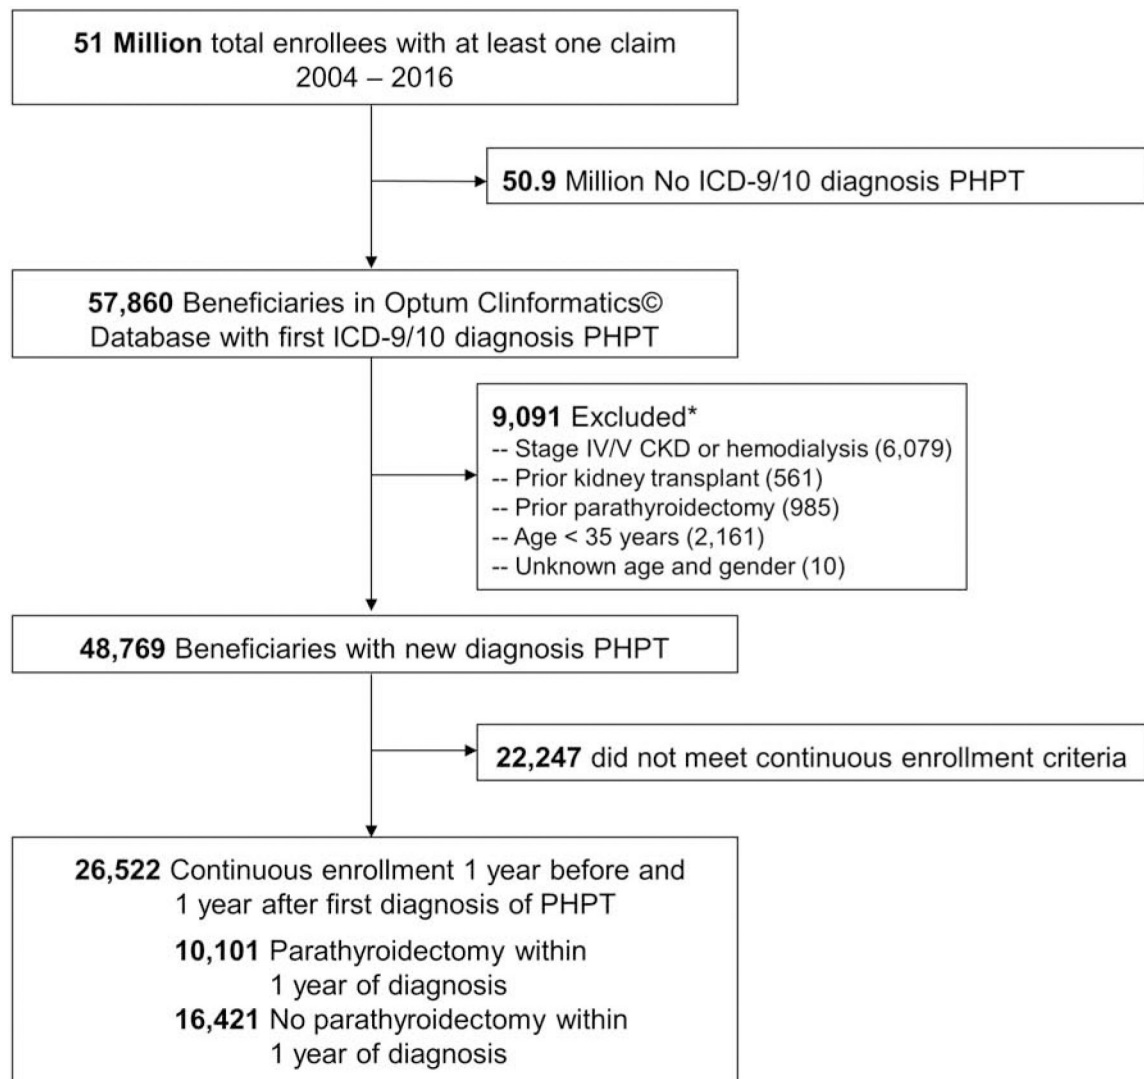 51 Million total enrollees with at least one claim
2004 – 2016
50.9 Million No ICD-9/10 diagnosis PHPT
57,860 Beneficiaries in Optum Clinformatics©
Database with first ICD-9/10 diagnosis PHPT
9,091 Excluded*
-- Stage IV/V CKD or hemodialysis (6,079)
-- Prior kidney transplant (561)
-- Prior parathyroidectomy (985)
-- Age < 35 years (2,161)
-- Unknown age and gender (10)
48,769 Beneficiaries with new diagnosis PHPT
22,247 did not meet continuous enrollment criteria
26,522 Continuous enrollment 1 year before and
1 year after first diagnosis of PHPT
10,101 Parathyroidectomy within
1 year of diagnosis
16,421 No parathyroidectomy within
1 year of diagnosis